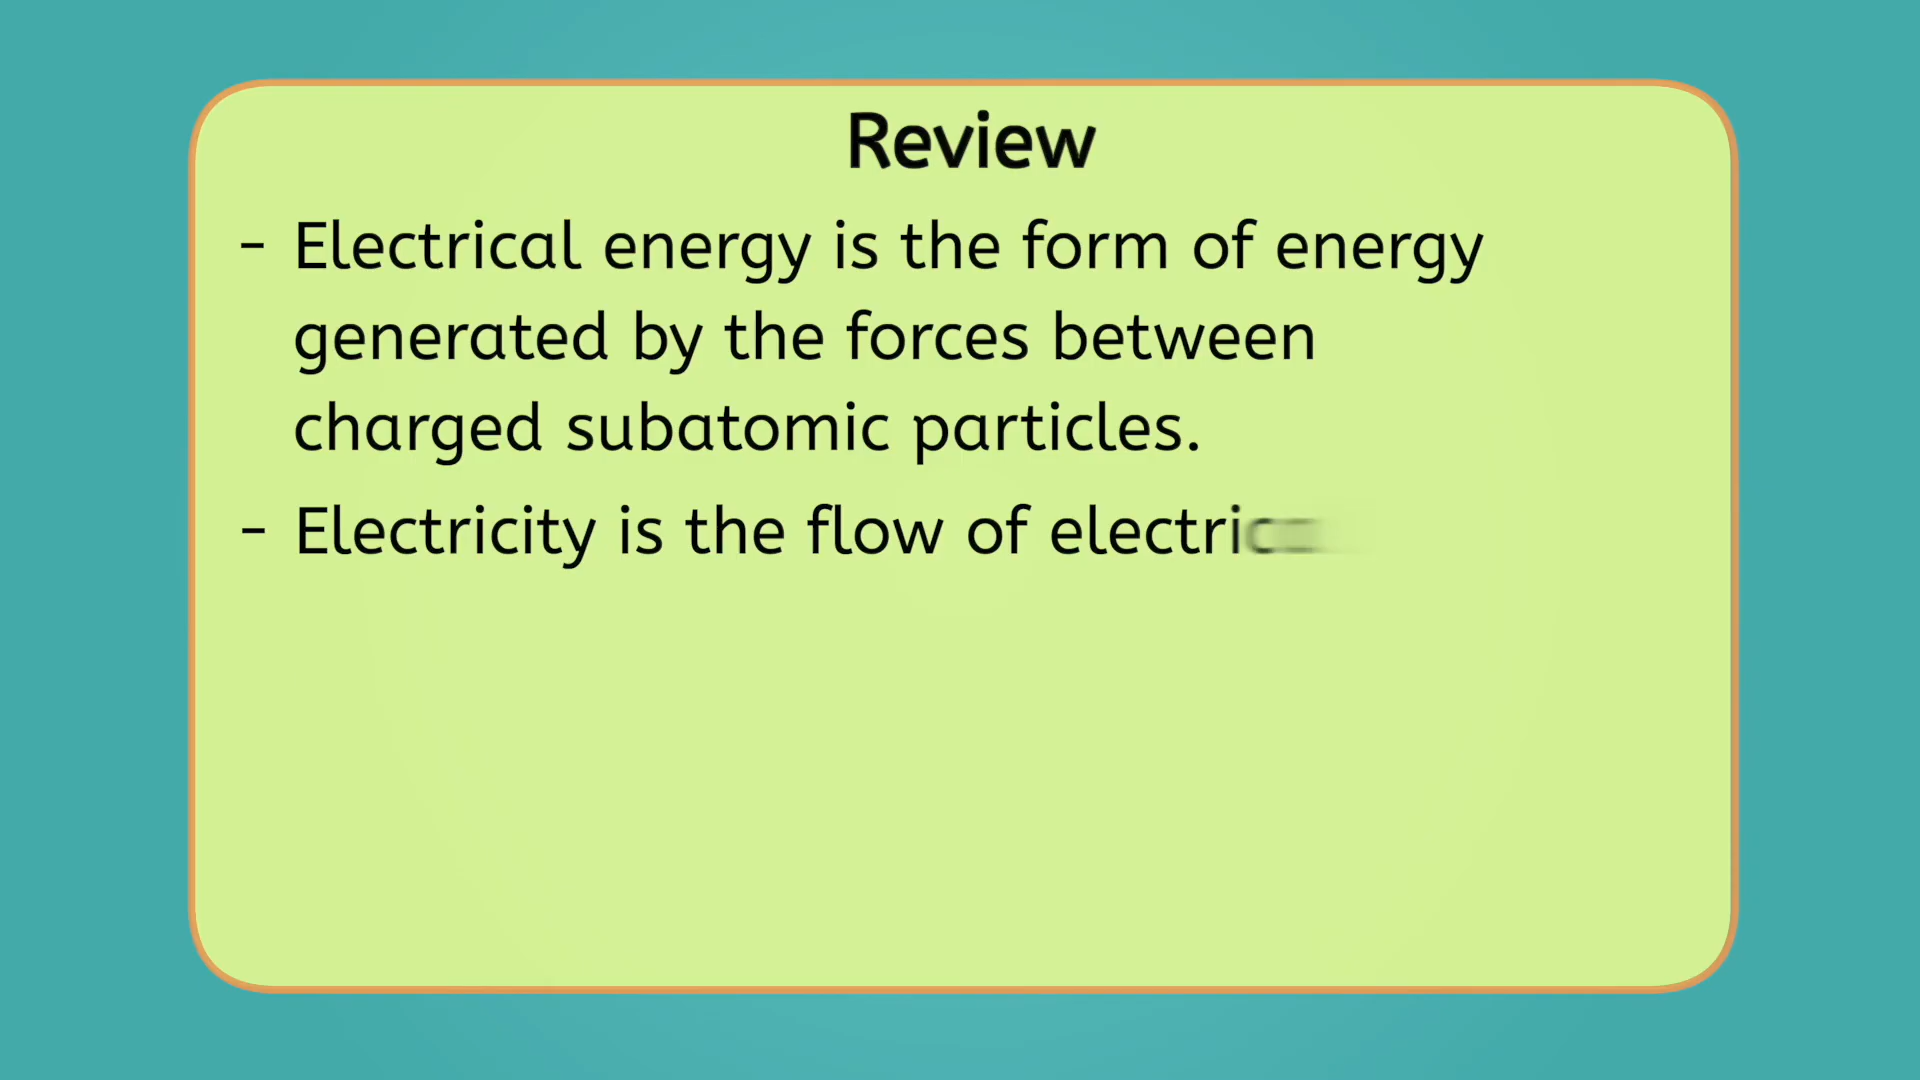 Review
- Electrical energy is the form of energy
generated by the forces between
charged subatomic particles.
- Electricity is the flow of